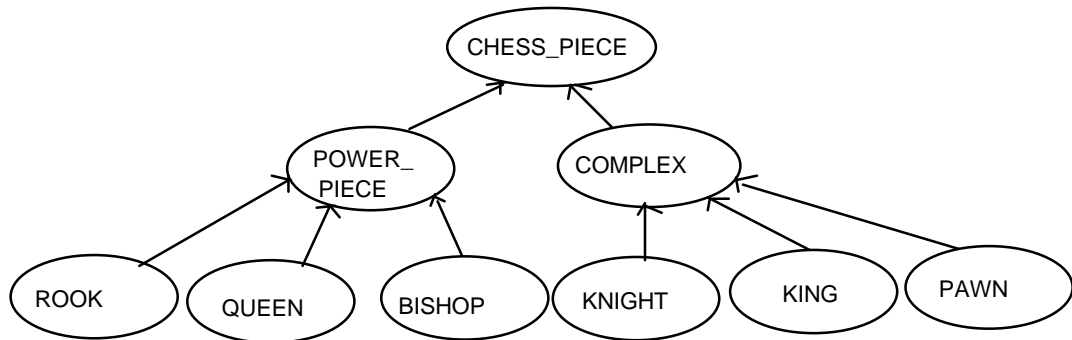 CHESS_PIECE
POWER_
PIECE
COMPLEX
ROOK
QUEEN
BISHOP
KNIGHT
KING
PAWN